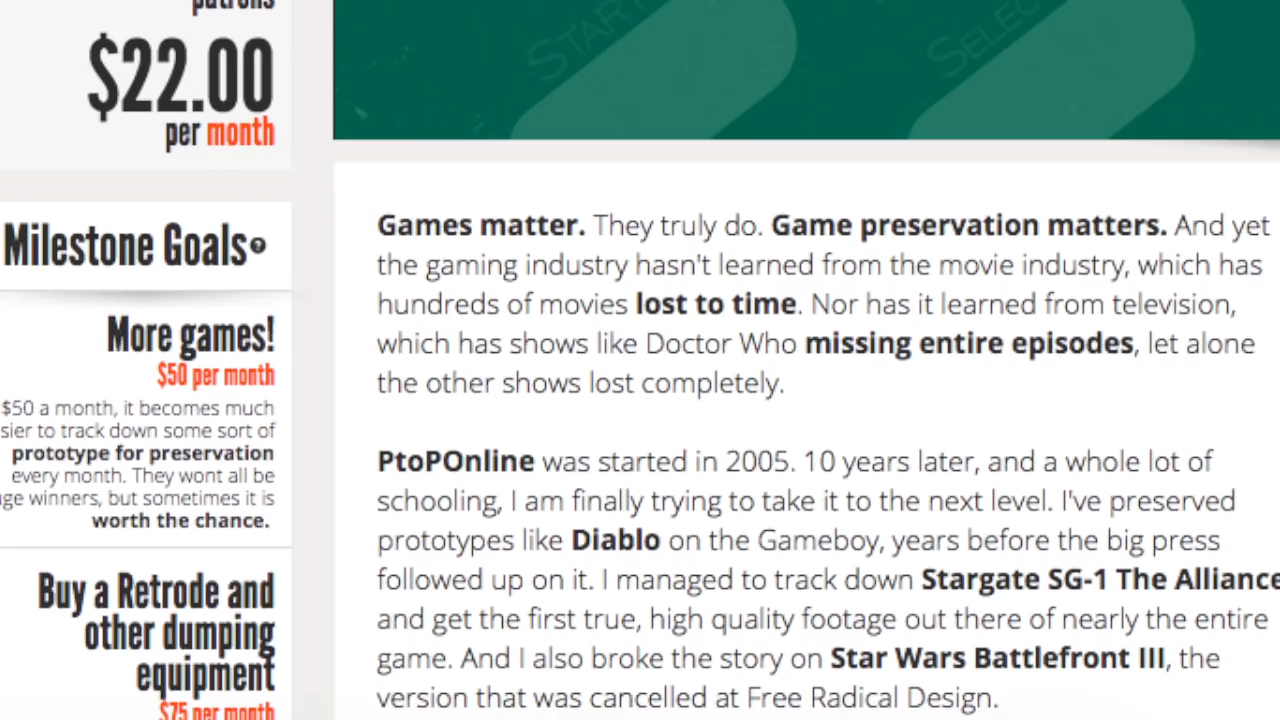 patrons
$22.00
per month
Milestone Goals
More games!
$50 per month
$50 a month, it becomes much
sier to track down some sort of
prototype for preservation
every month. They wont all be
ge winners, but sometimes it is
worth the chance.
Buy a Retrode and
other dumping
equipment
$75 per month
START
SELEC
Games matter. They truly do. Game preservation matters. And yet
the gaming industry hasn't learned from the movie industry, which has
hundreds of movies lost to time. Nor has it learned from television,
which has shows like Doctor Who missing entire episodes, let alone
the other shows lost completely.
PtoPOnline was started in 2005. 10 years later, and a whole lot of
schooling, I am finally trying to take it to the next level. I've preserved
prototypes like Diablo on the Gameboy, years before the big press
followed up on it. I managed to track down Stargate SG-1 The Alliance
and get the first true, high quality footage out there of nearly the entire
game. And I also broke the story on Star Wars Battlefront III, the
version that was cancelled at Free Radical Design.